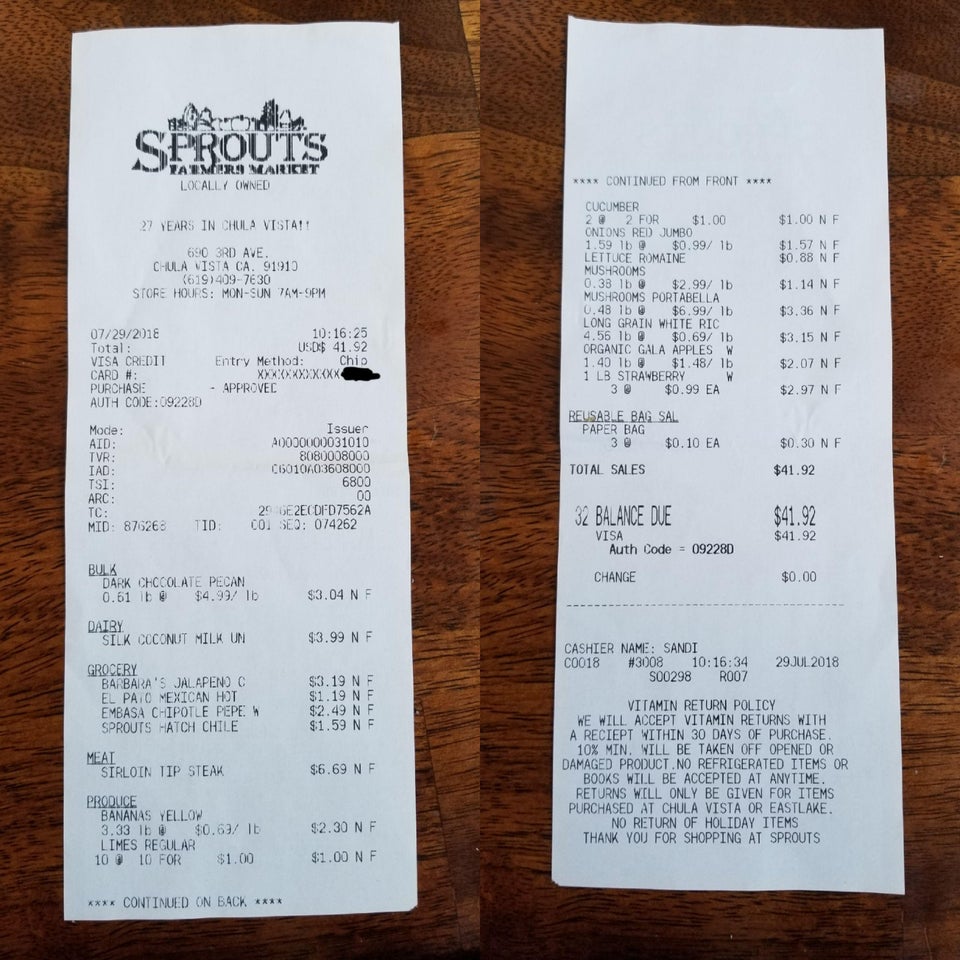 SPROUTS
FARMERS MARKET
LOCALLY OWNED
27 YEARS IN CHULA VISTA!!
690 3RD AVE.
CHULA VISTA CA. 91910
(619)409-7630
STORE HOURS: MON-SUN 7AM-9PM
07/29/2018 10:16:25
Total: USD$ 41.92
VISA CREDIT Entry Method: Chip
CARD #: XXXXXXXXXXXX
PURCHASE - APPROVED
AUTH CODE:09228D
Mode: Issuer
AID: A0000000031010
TVR: 8080008000
IAD: C6010A03608000
TSI: 6800
ARC: 00
TC:
MID: 876268 TID: 001 SEQ: 074262
BULK
DARK CHOCOLATE PECAN
0.61 lb @ $4.99/ lb $3.04 N F
DAIRY
SILK COCONUT MILK UN $3.99 N F
GROCERY
BARBARA'S JALAPENO C $3.19 N F
EL PATO MEXICAN HOT $1.19 N F
EMBASA CHIPOTLE PEPE W $2.49 N F
SPROUTS HATCH CHILE $1.59 N F
MEAT
SIRLOIN TIP STEAK $6.69 N F
PRODUCE
BANANAS YELLOW
3.33 lb @ $0.69/ lb $2.30 N F
LIMES REGULAR
10 @ 10 FOR $1.00 $1.00 N F
**** CONTINUED ON BACK ****
**** CONTINUED FROM FRONT ****
CUCUMBER
2 @ 2 FOR $1.00 $1.00 N F
ONIONS RED JUMBO
1.59 lb @ $0.99/ lb $1.57 N F
LETTUCE ROMAINE $0.88 N F
MUSHROOMS
0.38 lb @ $2.99/ lb $1.14 N F
MUSHROOMS PORTABELLA
0.48 lb @ $6.99/ lb $3.36 N F
LONG GRAIN WHITE RIC
4.56 lb @ $0.69/ lb $3.15 N F
ORGANIC GALA APPLES W
1.40 lb @ $1.48/ lb $2.07 N F
1 LB STRAWBERRY W
3 @ $0.99 EA $2.97 N F
REUSABLE BAG SAL
PAPER BAG
3 @ $0.10 EA $0.30 N F
TOTAL SALES $41.92
32 BALANCE DUE $41.92
VISA $41.92
Auth Code = 09228D
CHANGE $0.00
CASHIER NAME: SANDI
C0018 #3008 10:16:34 29JUL2018
S00298 R007
VITAMIN RETURN POLICY
WE WILL ACCEPT VITAMIN RETURNS WITH
A RECIEPT WITHIN 30 DAYS OF PURCHASE.
10% MIN. WILL BE TAKEN OFF OPENED OR
DAMAGED PRODUCT.NO REFRIGERATED ITEMS OR
BOOKS WILL BE ACCEPTED AT ANYTIME.
RETURNS WILL ONLY BE GIVEN FOR ITEMS
PURCHASED AT CHULA VISTA OR EASTLAKE.
NO RETURN OF HOLIDAY ITEMS
THANK YOU FOR SHOPPING AT SPROUTS